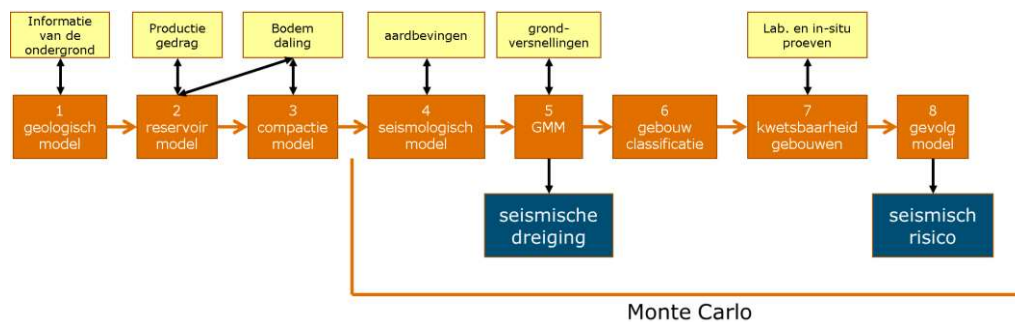 Informatie
van de
ondergrond
Productie
gedrag
Bodem
daling
aardbevingen
grond-
versnellingen
Lab. en in-situ
proeven
1
geologisch
model
2
reservoir
model
3
compactie
model
4
seismologisch
model
5
GMM
6
gebouw
classificatie
7
kwetsbaarheid
gebouwen
8
gevolg
model
seismische
dreiging
seismisch
risico
Monte Carlo